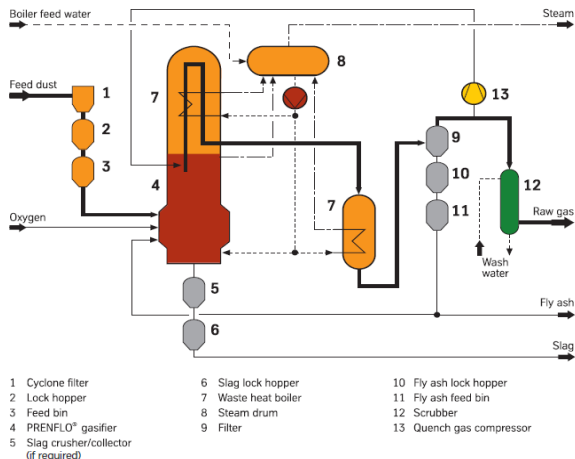 Boiler feed water
Steam
Feed dust
1
2
3
7
4
8
13
9
10
11
12
7
Oxygen
Raw gas
Wash
water
5
6
Fly ash
Slag
1 Cyclone filter
2 Lock hopper
3 Feed bin
4 PRENFLO® gasifier
5 Slag crusher/collector
(if required)
6 Slag lock hopper
7 Waste heat boiler
8 Steam drum
9 Filter
10 Fly ash lock hopper
11 Fly ash feed bin
12 Scrubber
13 Quench gas compressor